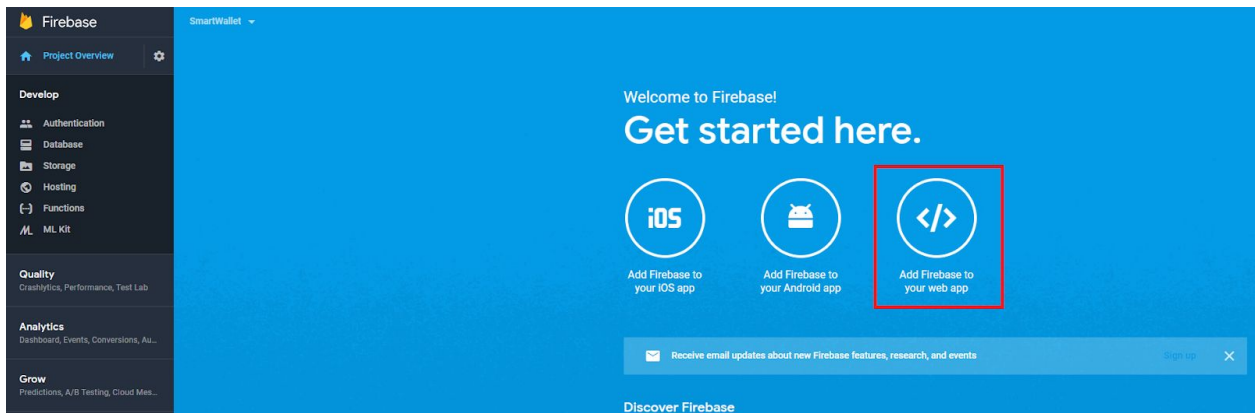 Firebase
SmartWallet
Project Overview
Develop
Authentication
Database
Storage
Hosting
Functions
ML Kit
Quality
Crashlytics, Performance, Test Lab
Analytics
Dashboard, Events, Conversions, Au...
Grow
Predictions, A/B Testing, Cloud Mes...
Welcome to Firebase!
Get started here.
iOS
</>
Add Firebase to
your iOS app
Add Firebase to
your Android app
Add Firebase to
your web app
Receive email updates about new Firebase features, research, and events
Sign up
Discover Firebase